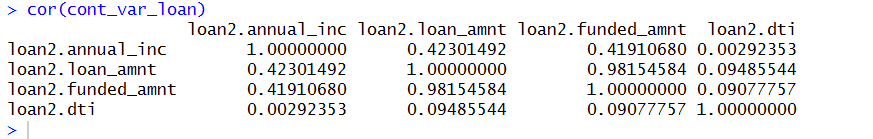 > cor(cont_var_loan)
loan2.annual_inc loan2.loan_amnt loan2.funded_amnt loan2.dti
loan2.annual_inc 1.00000000 0.42301492 0.41910680 0.00292353
loan2.loan_amnt 0.42301492 1.00000000 0.98154584 0.09485544
loan2.funded_amnt 0.41910680 0.98154584 1.00000000 0.09077757
loan2.dti 0.00292353 0.09485544 0.09077757 1.00000000
>